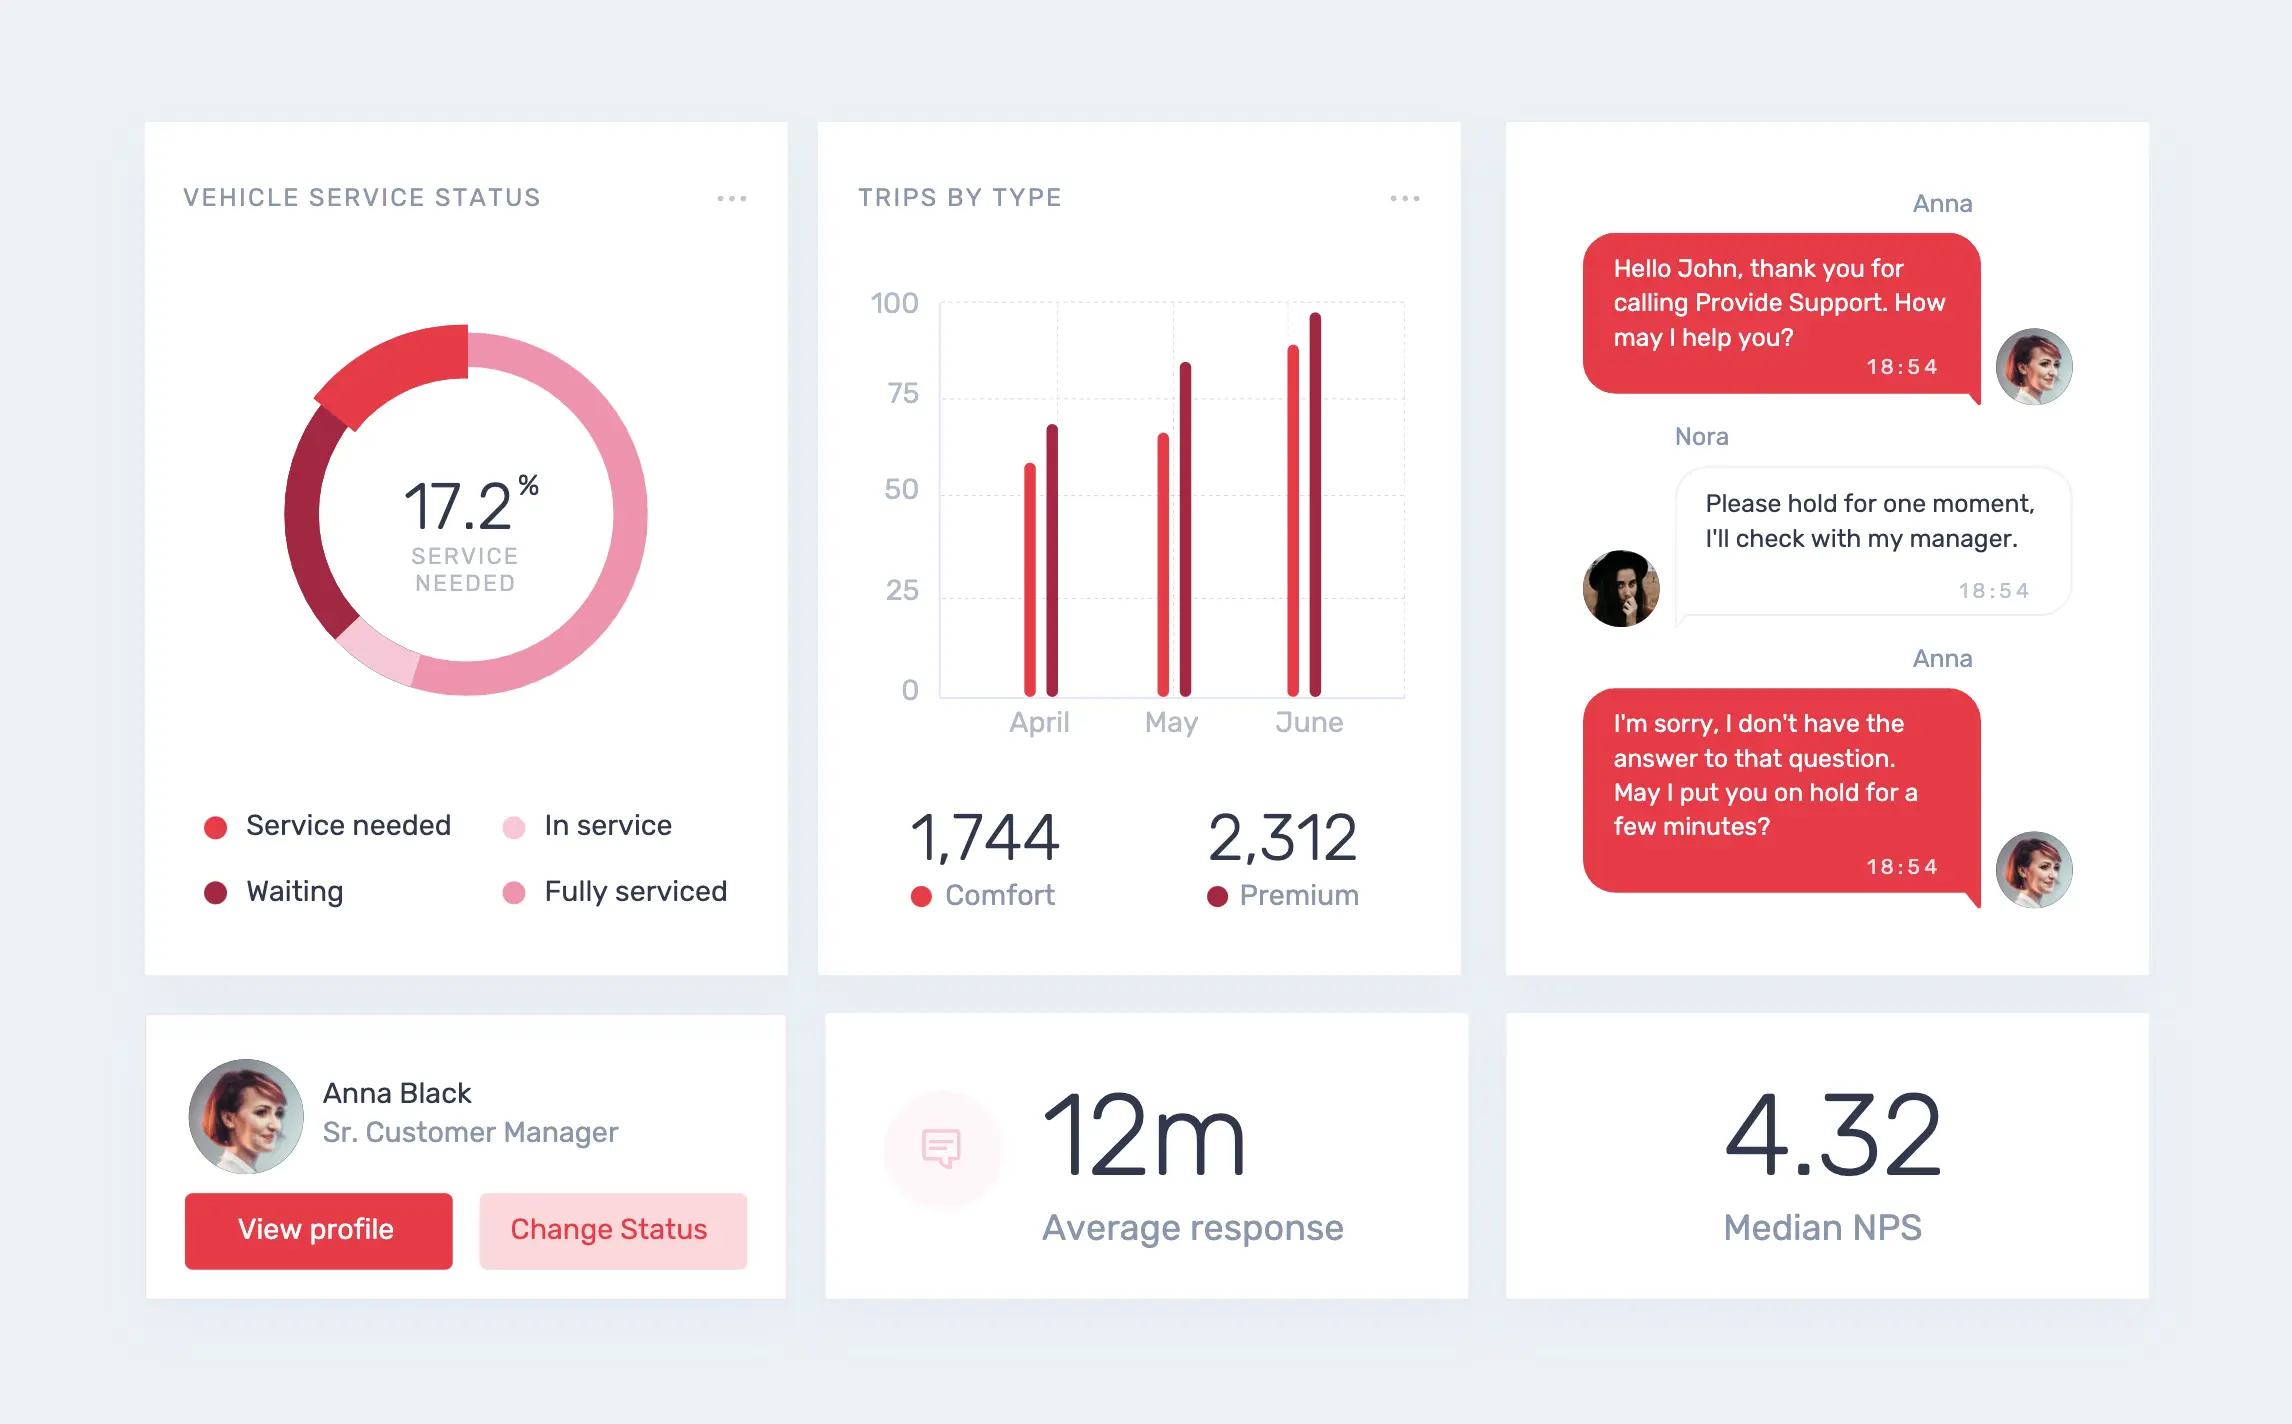 VEHICLE SERVICE STATUS
17.2%
SERVICE
NEEDED
Service needed
In service
Waiting
Fully serviced
TRIPS BY TYPE
100
75
50
25
0
April
May
June
1,744
Comfort
2,312
Premium
Anna
Hello John, thank you for
calling Provide Support. How
may I help you?
18:54
Nora
Please hold for one moment,
I'll check with my manager.
18:54
Anna
I'm sorry, I don't have the
answer to that question.
May I put you on hold for a
few minutes?
18:54
Anna Black
Sr. Customer Manager
View profile
Change Status
12m
Average response
4.32
Median NPS